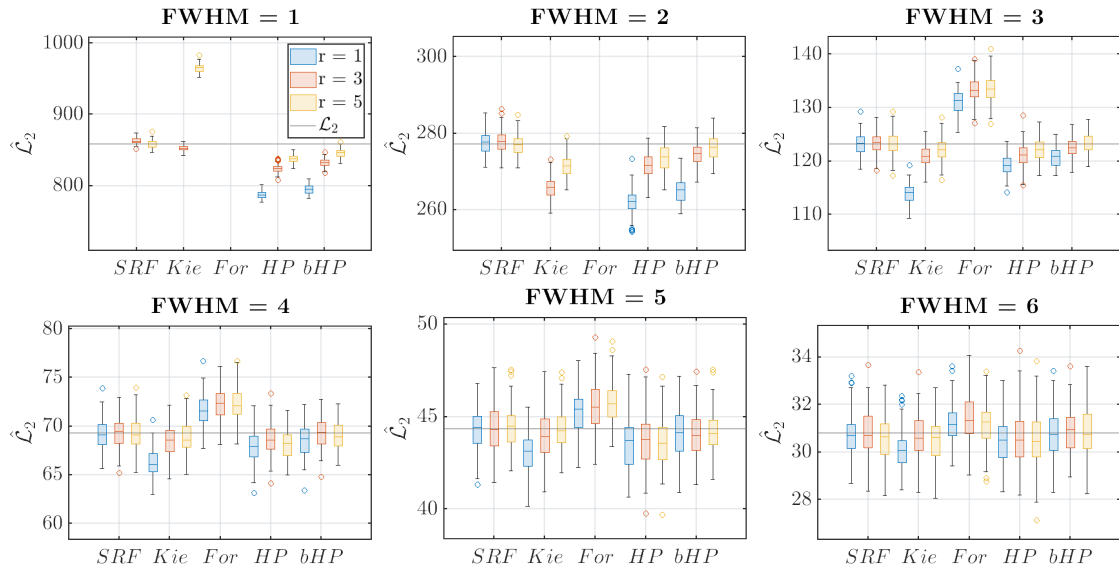 FWHM = 1
FWHM = 2
FWHM = 3
1000
900
800
300
280
260
140
130
120
110
r = 1
r = 3
r = 5
ℒ₂
ℒ̂₂
ℒ̂₂
ℒ̂₂
SRF Kie For HP bHP
SRF Kie For HP bHP
SRF Kie For HP bHP
FWHM = 4
FWHM = 5
FWHM = 6
80
75
70
65
60
50
45
40
34
32
30
28
ℒ̂₂
ℒ̂₂
ℒ̂₂
SRF Kie For HP bHP
SRF Kie For HP bHP
SRF Kie For HP bHP